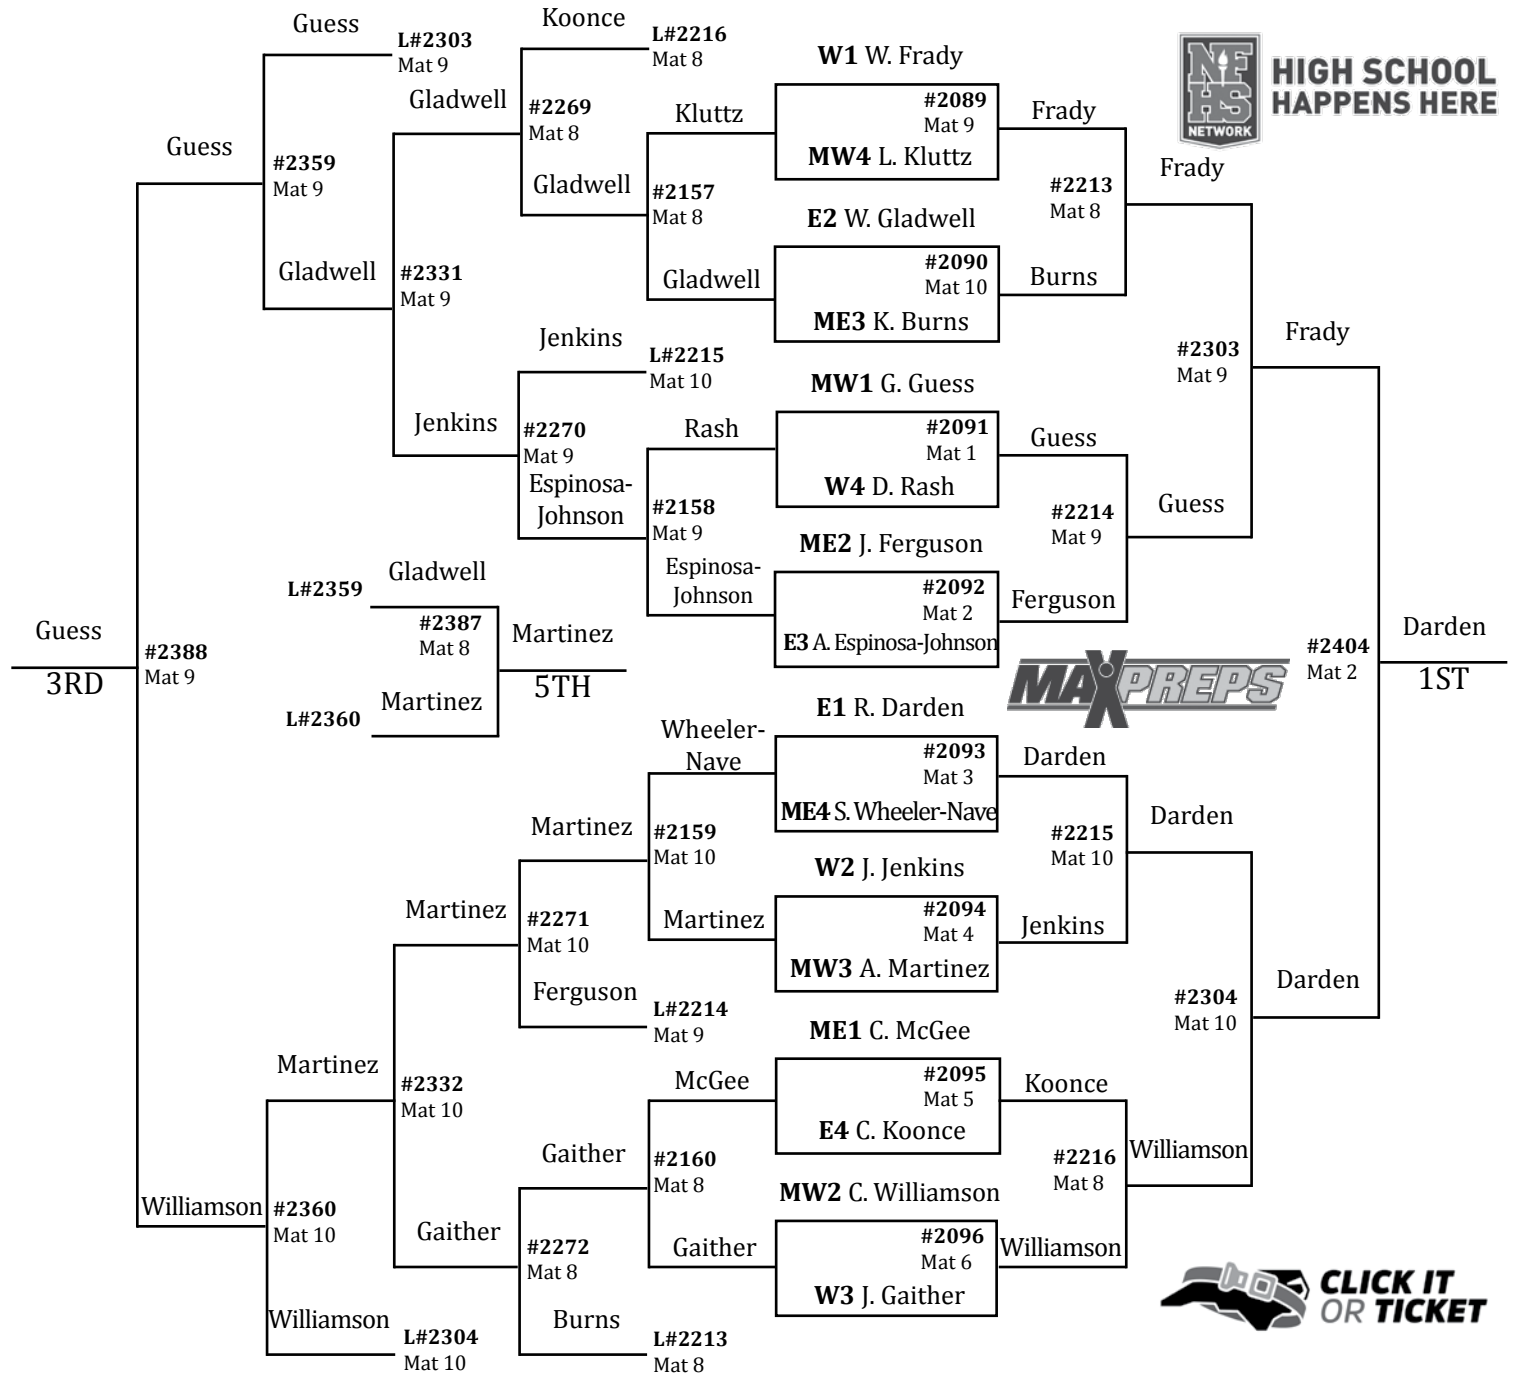 Guess
L#2303
Mat 9
Koonce
L#2216
Mat 8
W1 W. Frady
NF
HS
NETWORK
HIGH SCHOOL
HAPPENS HERE
Gladwell
#2269
Mat 8
Kluttz
#2089
Mat 9
Frady
Guess
#2359
Mat 9
MW4 L. Kluttz
Frady
Gladwell
#2157
Mat 8
#2213
Mat 8
E2 W. Gladwell
Gladwell
#2331
Mat 9
Gladwell
#2090
Mat 10
Burns
ME3 K. Burns
Jenkins
L#2215
Mat 10
#2303
Mat 9
Frady
MW1 G. Guess
Jenkins
#2270
Mat 9
Rash
#2091
Mat 1
Guess
Espinosa-
Johnson
#2158
Mat 9
W4 D. Rash
#2214
Mat 9
Guess
ME2 J. Ferguson
L#2359
Gladwell
Espinosa-
Johnson
#2092
Mat 2
Ferguson
E3 A. Espinosa-Johnson
Guess
3RD
#2388
Mat 9
#2387
Mat 8
Martinez
5TH
Martinez
L#2360
MAXPREPS
#2404
Mat 2
Darden
1ST
E1 R. Darden
Wheeler-
Nave
#2093
Mat 3
Darden
ME4 S. Wheeler-Nave
Martinez
#2159
Mat 10
#2215
Mat 10
Darden
W2 J. Jenkins
Martinez
#2271
Mat 10
Martinez
#2094
Mat 4
Jenkins
MW3 A. Martinez
Ferguson
L#2214
Mat 9
#2304
Mat 10
Darden
ME1 C. McGee
Martinez
#2332
Mat 10
McGee
#2095
Mat 5
Koonce
E4 C. Koonce
Gaither
#2160
Mat 8
#2216
Mat 8
Williamson
MW2 C. Williamson
Williamson
#2360
Mat 10
Gaither
#2272
Mat 8
Gaither
#2096
Mat 6
Williamson
W3 J. Gaither
Williamson
L#2304
Mat 10
Burns
L#2213
Mat 8
CLICK IT
OR TICKET